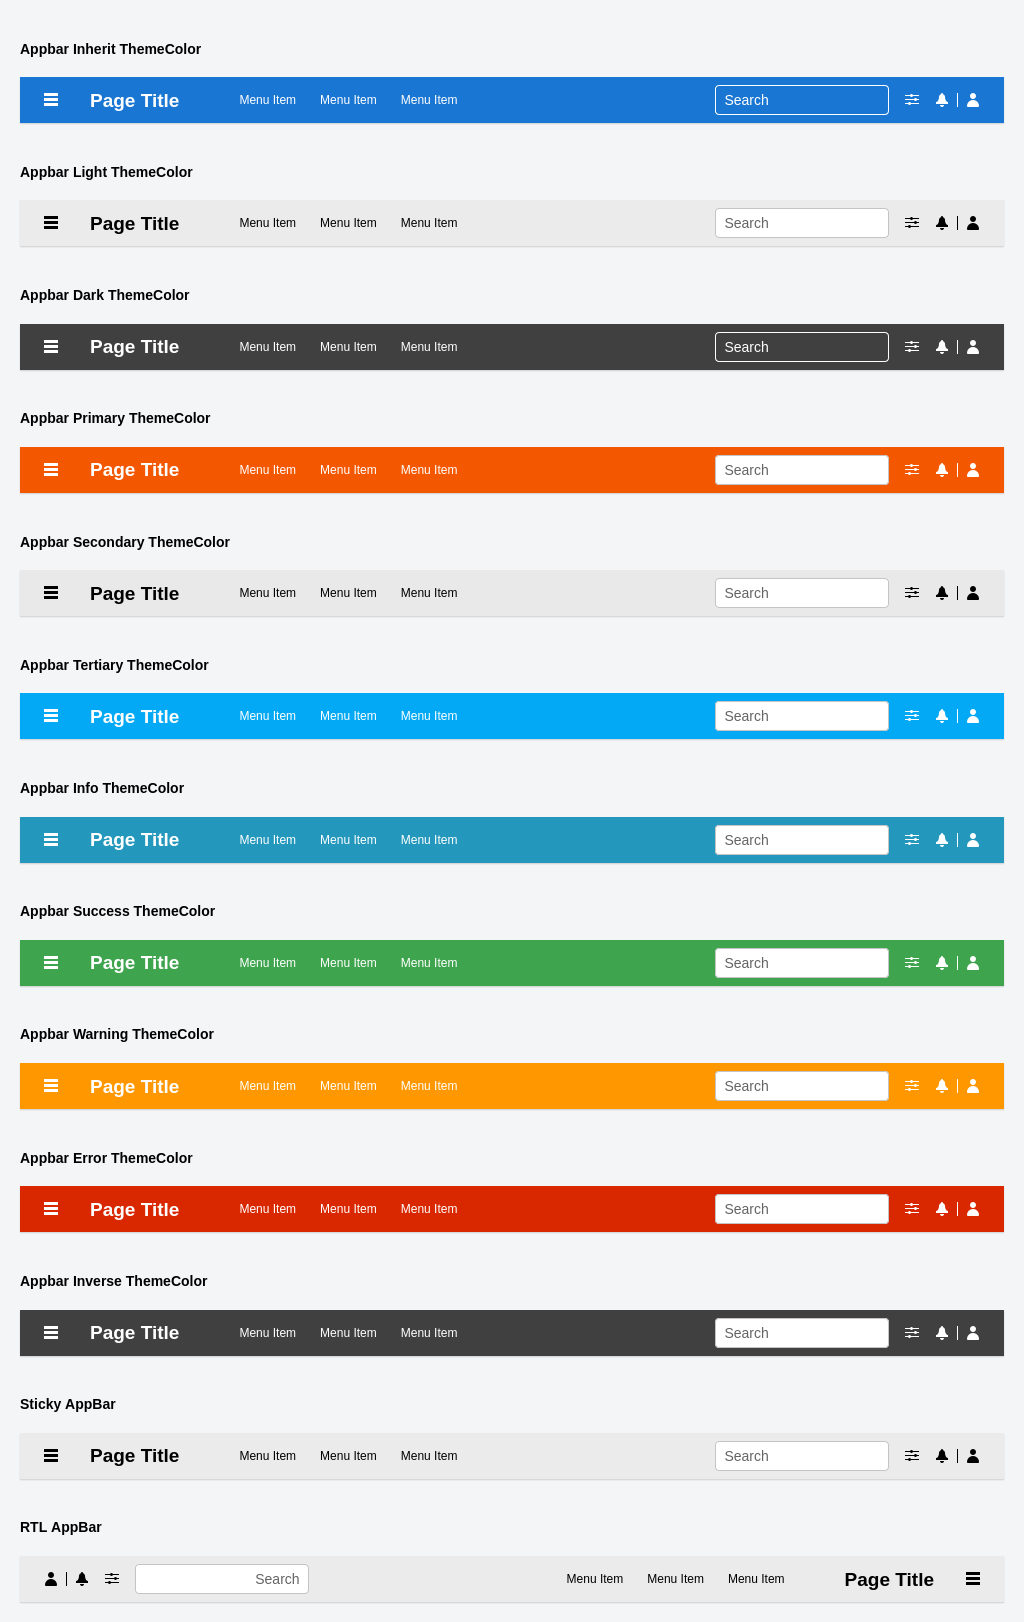 Appbar Inherit ThemeColor
Page Title Menu Item Menu Item Menu Item Search
Appbar Light ThemeColor
Page Title Menu Item Menu Item Menu Item Search
Appbar Dark ThemeColor
Page Title Menu Item Menu Item Menu Item Search
Appbar Primary ThemeColor
Page Title Menu Item Menu Item Menu Item Search
Appbar Secondary ThemeColor
Page Title Menu Item Menu Item Menu Item Search
Appbar Tertiary ThemeColor
Page Title Menu Item Menu Item Menu Item Search
Appbar Info ThemeColor
Page Title Menu Item Menu Item Menu Item Search
Appbar Success ThemeColor
Page Title Menu Item Menu Item Menu Item Search
Appbar Warning ThemeColor
Page Title Menu Item Menu Item Menu Item Search
Appbar Error ThemeColor
Page Title Menu Item Menu Item Menu Item Search
Appbar Inverse ThemeColor
Page Title Menu Item Menu Item Menu Item Search
Sticky AppBar
Page Title Menu Item Menu Item Menu Item Search
RTL AppBar
Search Menu Item Menu Item Menu Item Page Title